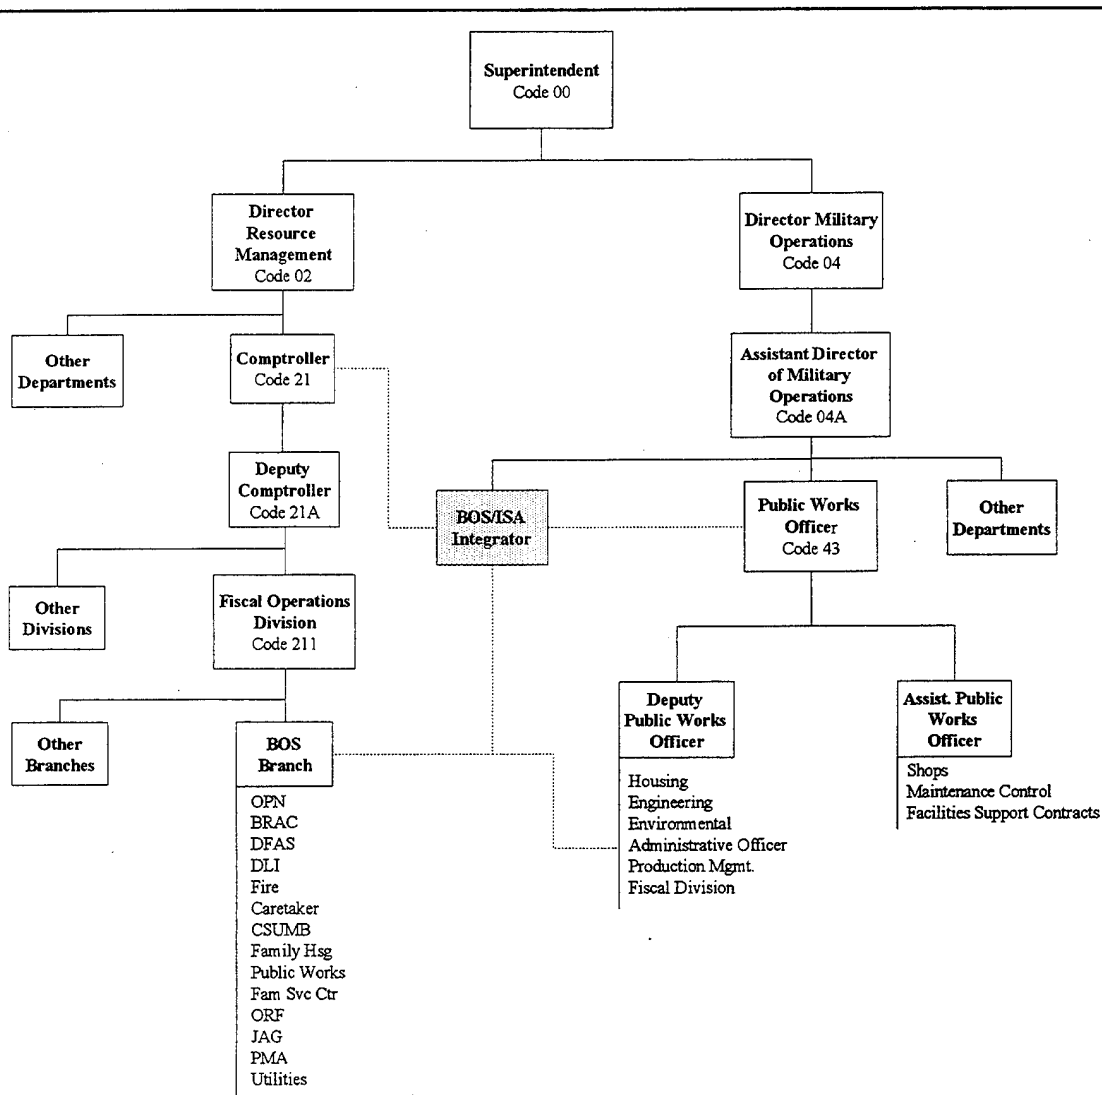 Superintendent
Code 00
Director
Resource
Management
Code 02
Director Military
Operations
Code 04
Other
Departments
Comptroller
Code 21
Assistant Director
of Military
Operations
Code 04A
Deputy
Comptroller
Code 21A
BOS/ISA
Integrator
Public Works
Officer
Code 43
Other
Departments
Other
Divisions
Fiscal Operations
Division
Code 211
Deputy
Public Works
Officer
Assist. Public
Works
Officer
Other
Branches
BOS
Branch
OPN
BRAC
DFAS
DLI
Fire
Caretaker
CSUMB
Family Hsg
Public Works
Fam Svc Ctr
ORF
JAG
PMA
Utilities
Housing
Engineering
Environmental
Administrative Officer
Production Mgmt.
Fiscal Division
Shops
Maintenance Control
Facilities Support Contracts